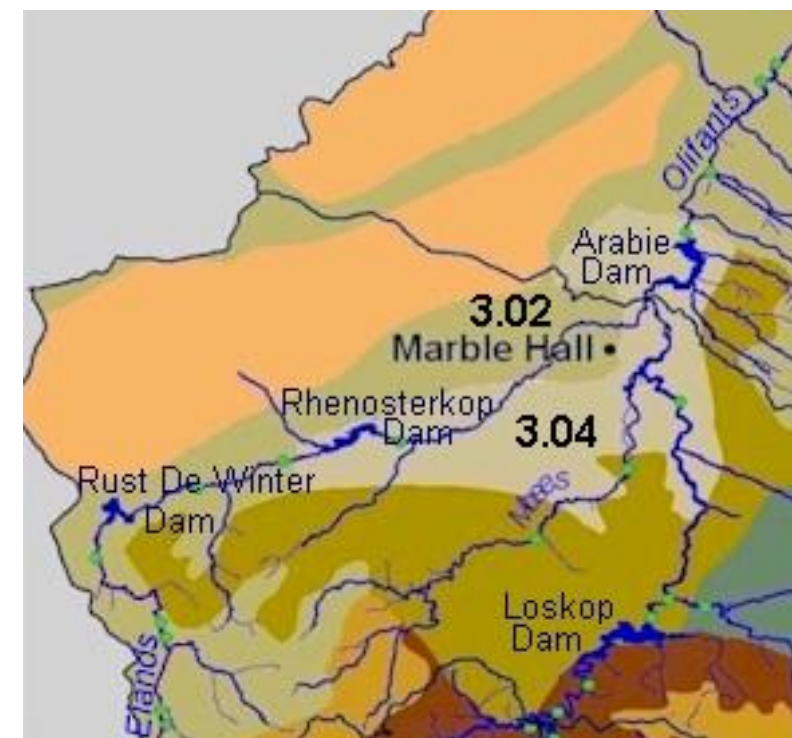 Olifants
Arabie
Dam
3.02
Marble Hall
Rhenosterkop
Dam
3.04
Rust De Winter
Dam
Moses
Loskop
Dam
Elands